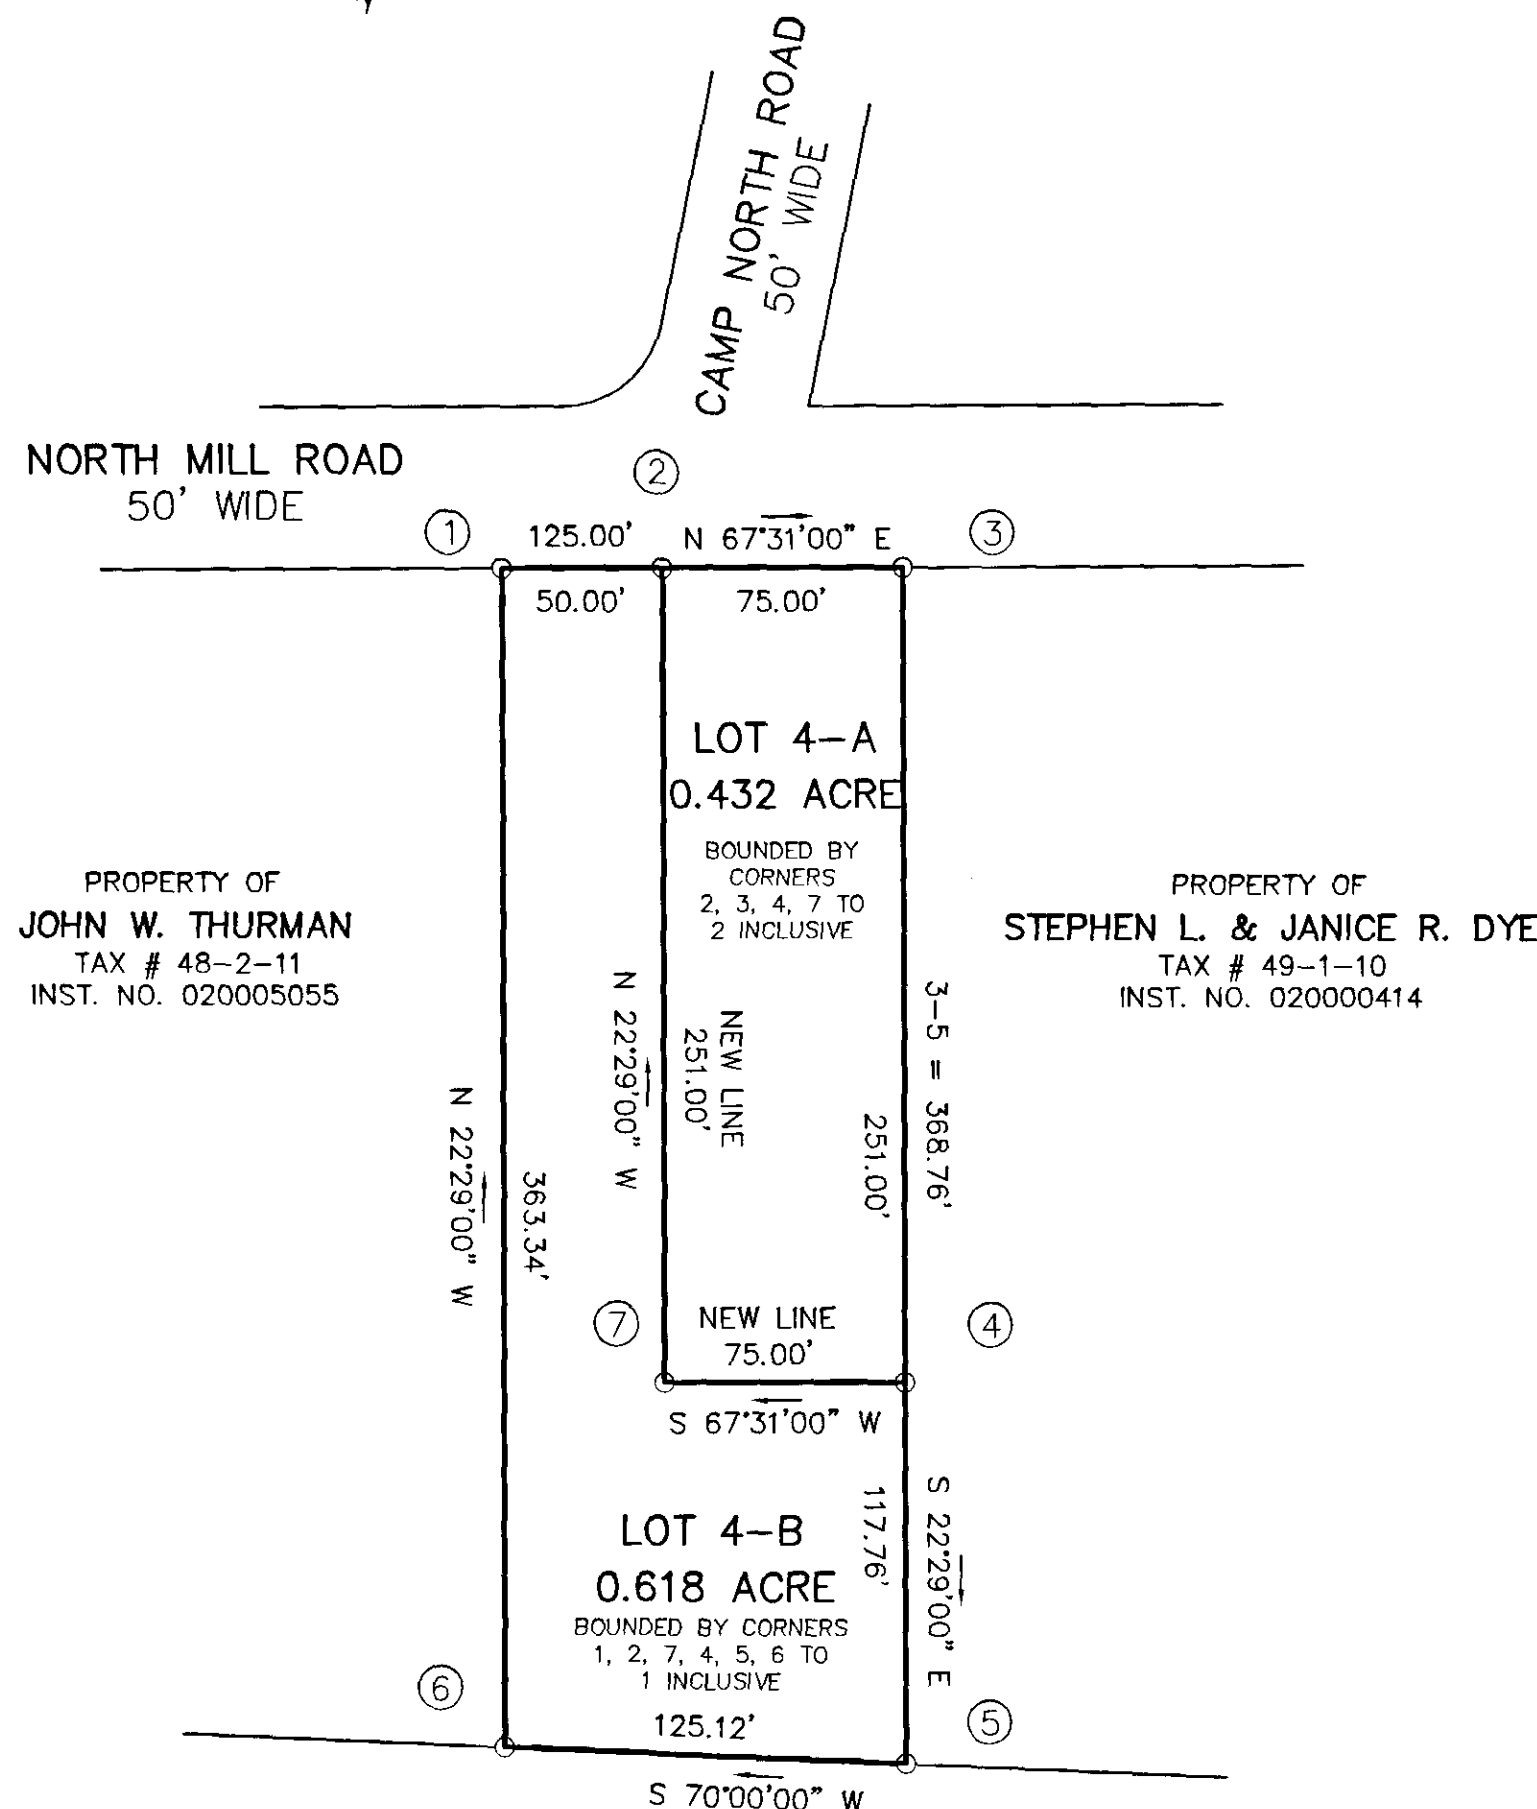 CAMP NORTH ROAD
50' WIDE
NORTH MILL ROAD
50' WIDE
2
1
125.00'
N 67°31'00" E
3
50.00'
75.00'
LOT 4-A
0.432 ACRE
BOUNDED BY
CORNERS
2, 3, 4, 7 TO
2 INCLUSIVE
PROPERTY OF
JOHN W. THURMAN
TAX # 48-2-11
INST. NO. 020005055
PROPERTY OF
STEPHEN L. & JANICE R. DYE
TAX # 49-1-10
INST. NO. 020000414
N 22°29'00" W
363.34'
N 22°29'00" W
NEW LINE
251.00'
251.00'
3-5 = 368.76'
7
NEW LINE
75.00'
4
S 67°31'00" W
117.76'
S 22°29'00" E
LOT 4-B
0.618 ACRE
BOUNDED BY CORNERS
1, 2, 7, 4, 5, 6 TO
1 INCLUSIVE
6
125.12'
5
S 70°00'00" W